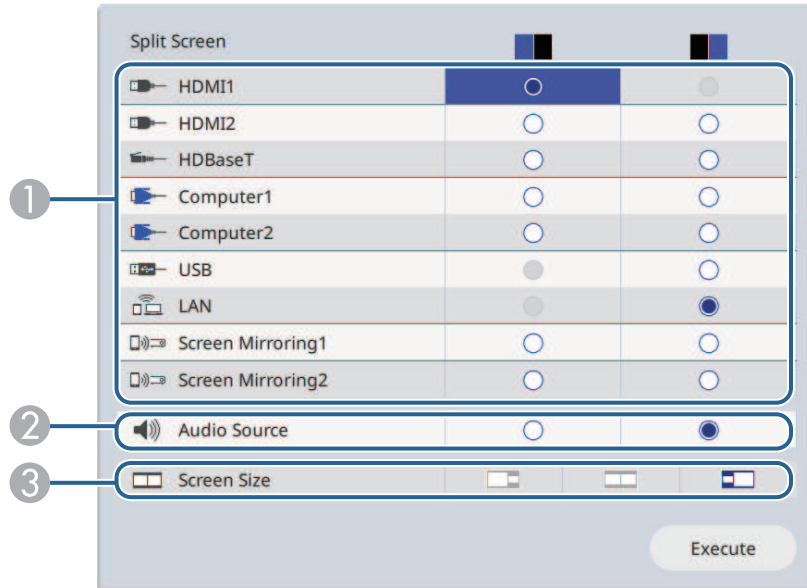 Split Screen
HDMI1
HDMI2
HDBaseT
1 Computer1
Computer2
USB
LAN
Screen Mirroring1
Screen Mirroring2
2 Audio Source
3 Screen Size
Execute